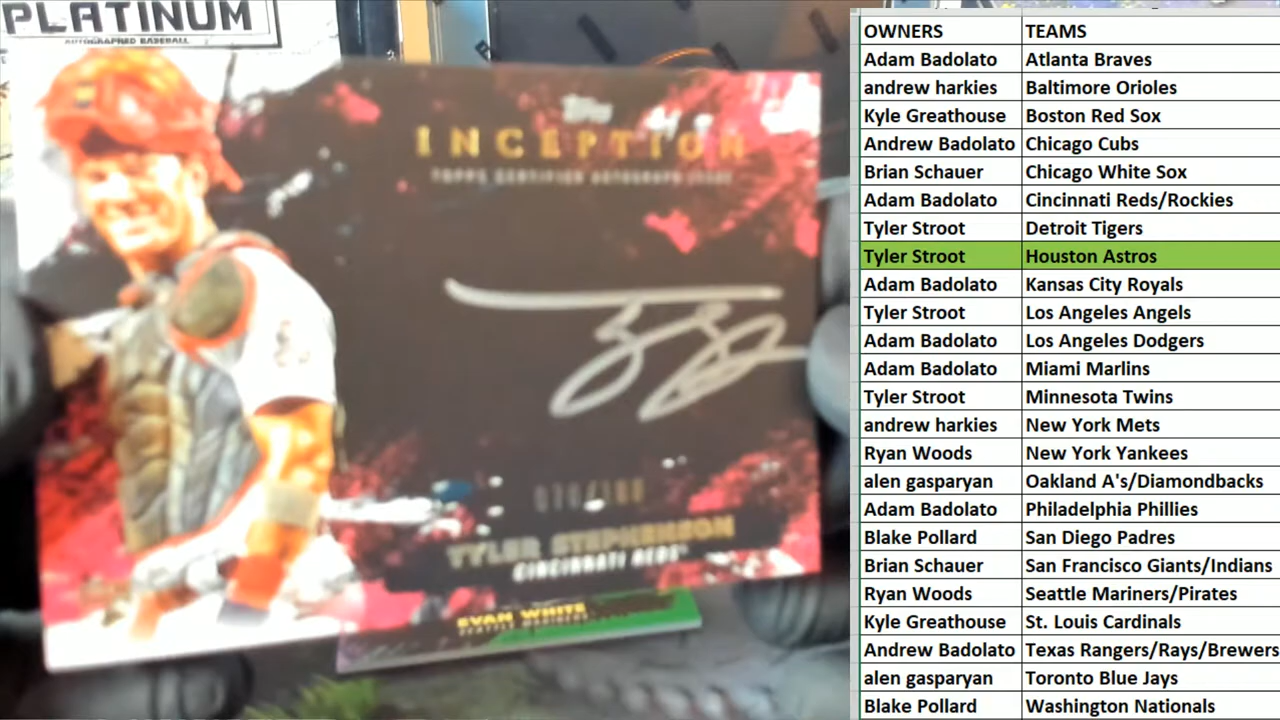 PLATINUM
AUTOGRAPHED BASEBALL
Topps
INCEPTION
TOPPS CERTIFIED AUTOGRAPH ISSUE
TYLER STEPHENSON
CINCINNATI REDS
EVAN WHITE
SEATTLE MARINERS
OWNERS TEAMS
Adam Badolato Atlanta Braves
andrew harkies Baltimore Orioles
Kyle Greathouse Boston Red Sox
Andrew Badolato Chicago Cubs
Brian Schauer Chicago White Sox
Adam Badolato Cincinnati Reds/Rockies
Tyler Stroot Detroit Tigers
Tyler Stroot Houston Astros
Adam Badolato Kansas City Royals
Tyler Stroot Los Angeles Angels
Adam Badolato Los Angeles Dodgers
Adam Badolato Miami Marlins
Tyler Stroot Minnesota Twins
andrew harkies New York Mets
Ryan Woods New York Yankees
alen gasparyan Oakland A's/Diamondbacks
Adam Badolato Philadelphia Phillies
Blake Pollard San Diego Padres
Brian Schauer San Francisco Giants/Indians
Ryan Woods Seattle Mariners/Pirates
Kyle Greathouse St. Louis Cardinals
Andrew Badolato Texas Rangers/Rays/Brewers
alen gasparyan Toronto Blue Jays
Blake Pollard Washington Nationals